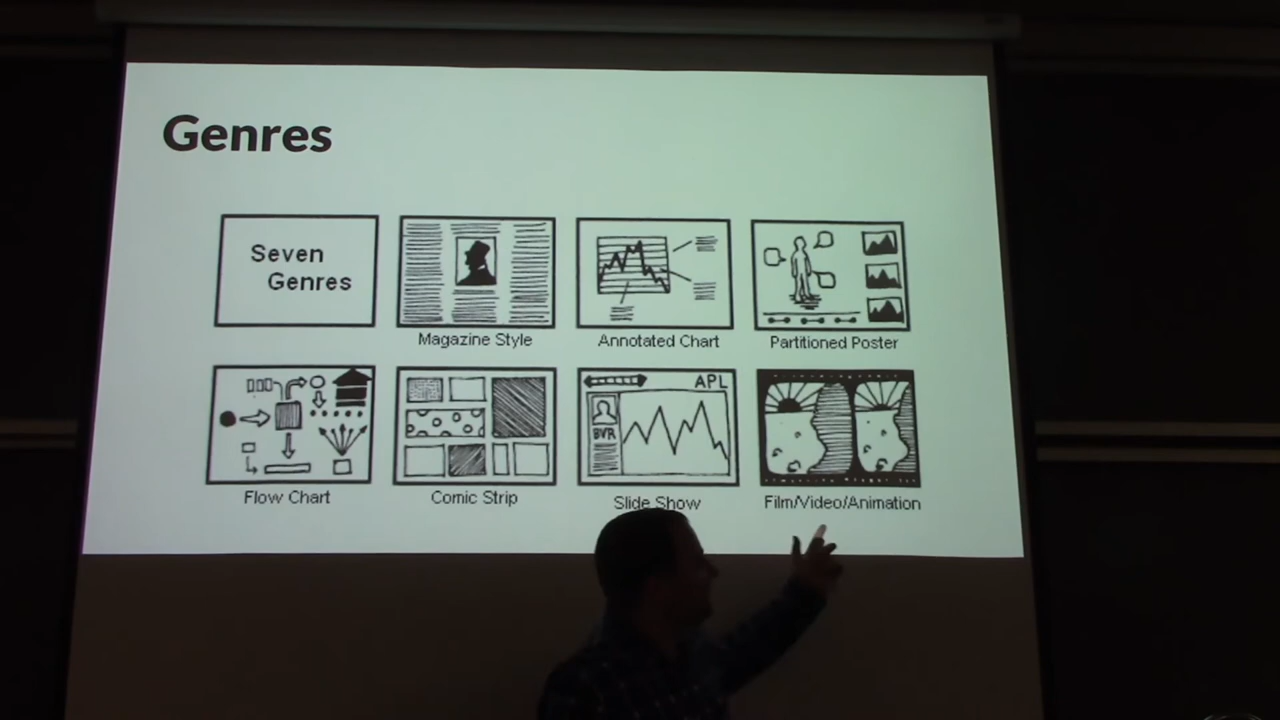 Genres
Seven
Genres
Magazine Style
Annotated Chart
Partitioned Poster
APL
BVR
Flow Chart
Comic Strip
Slide Show
Film/Video/Animation